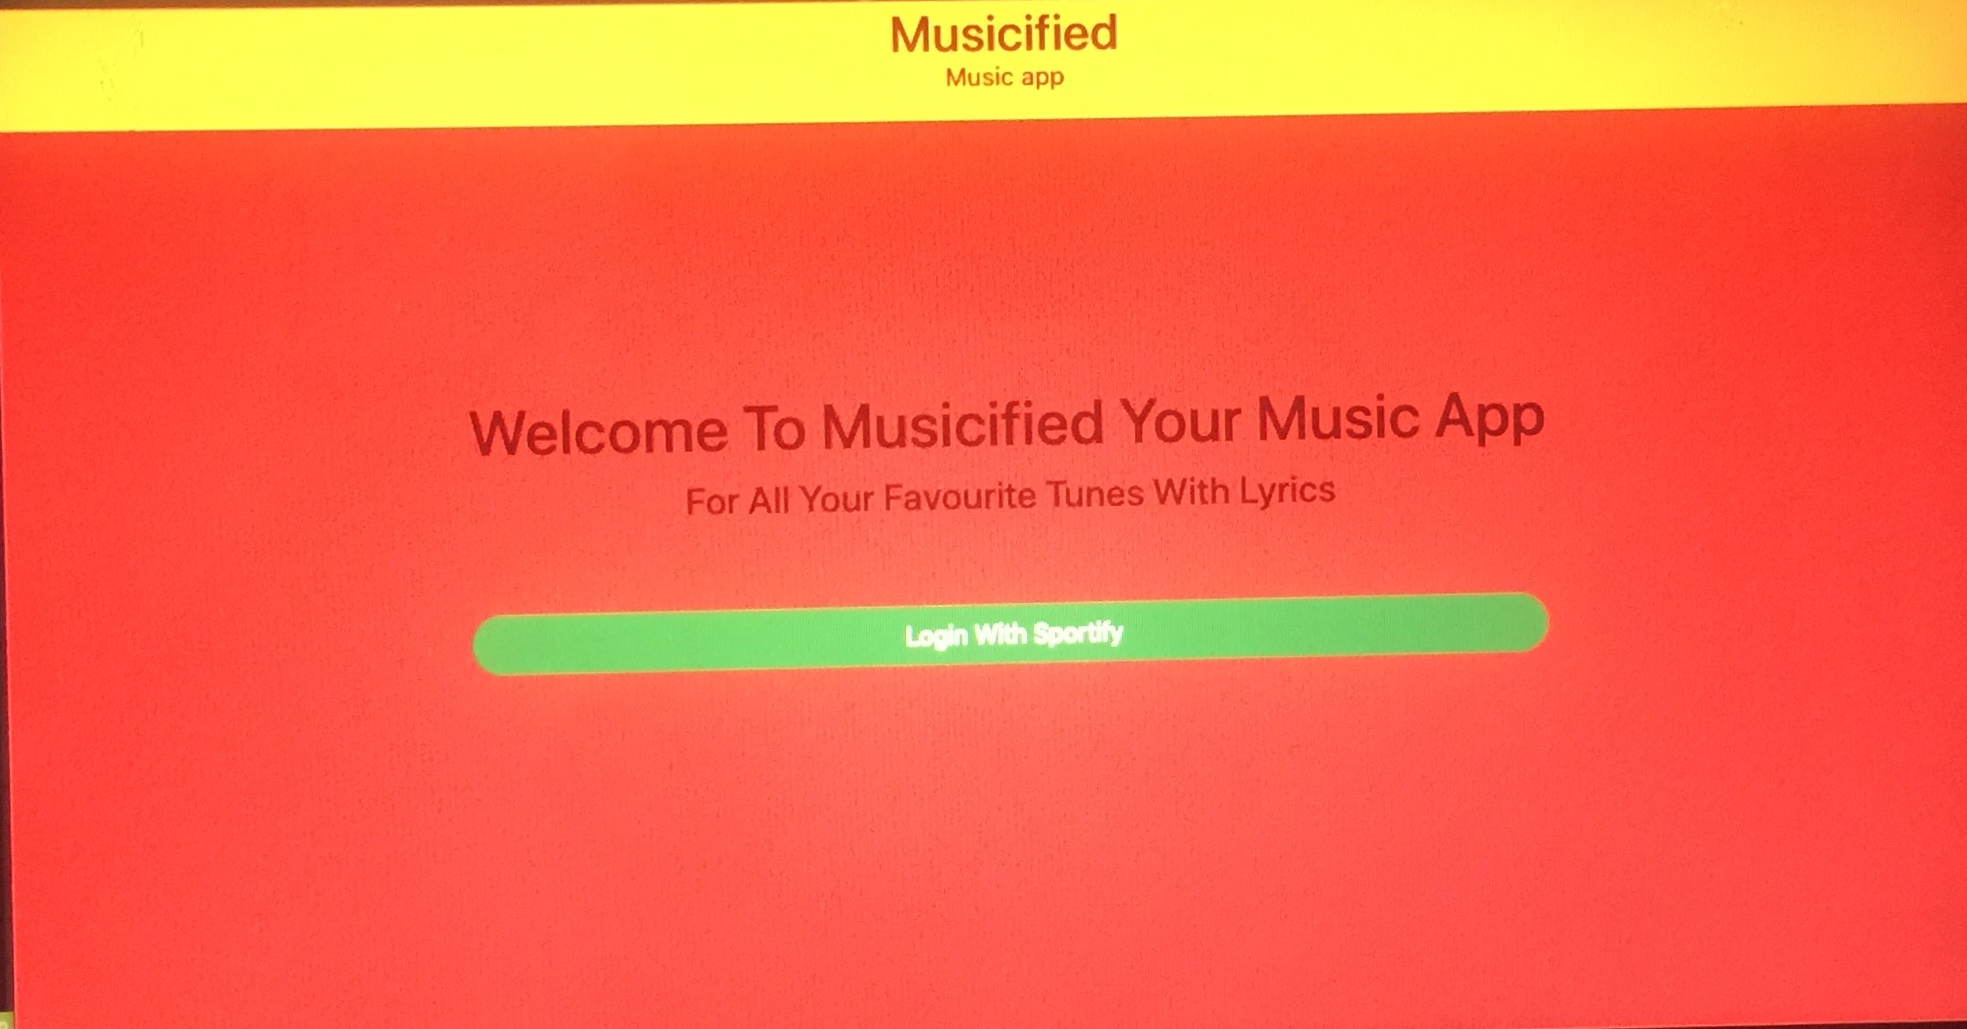 Musicified
Music app
Welcome To Musicified Your Music App
For All Your Favourite Tunes With Lyrics
Login With Sportify